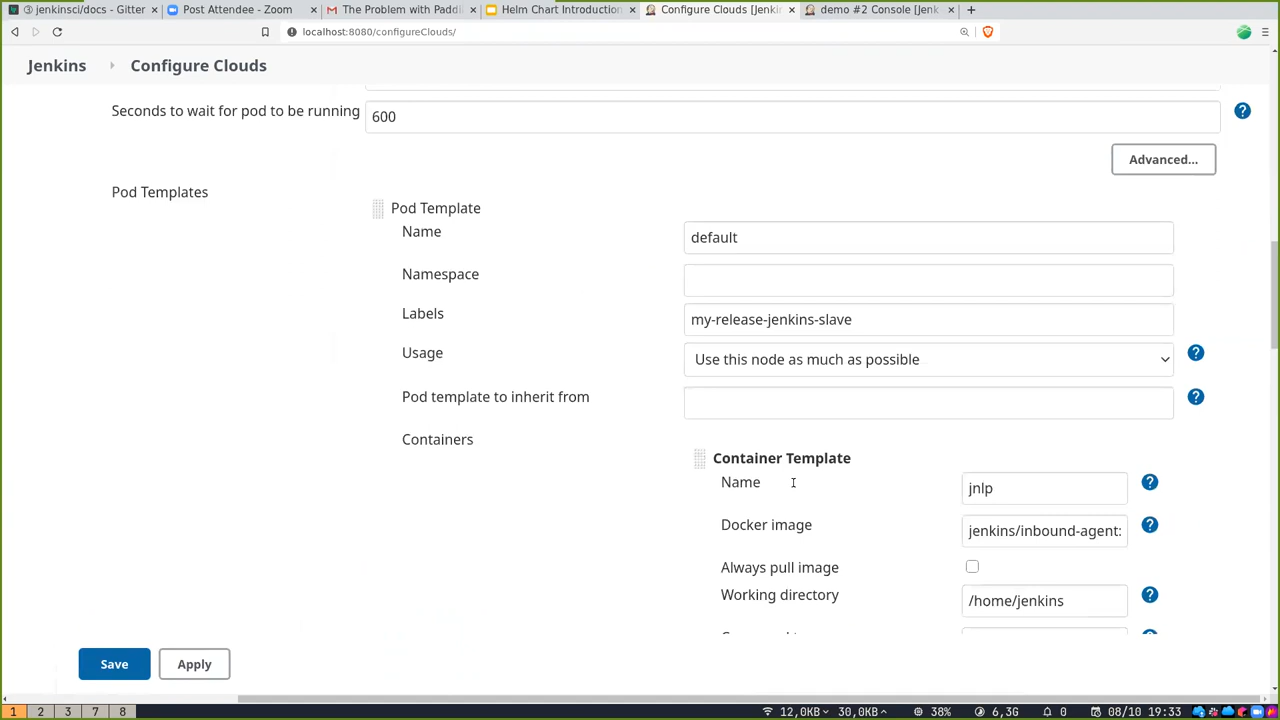 ③ jenkinsci/docs - Gitter
Post Attendee - Zoom
The Problem with Paddi
Helm Chart Introduction
Configure Clouds [Jenki
demo #2 Console [Jenk
localhost:8080/configureClouds/
Jenkins
Configure Clouds
Seconds to wait for pod to be running
600
Advanced...
Pod Templates
Pod Template
Name
default
Namespace
Labels
my-release-jenkins-slave
Usage
Use this node as much as possible
Pod template to inherit from
Containers
Container Template
Name
jnlp
Docker image
jenkins/inbound-agent:
Always pull image
Working directory
/home/jenkins
Save
Apply
1 2 3 7 8
12,0KB 30,0KB 38% 6,3G 0 08/10 19:33